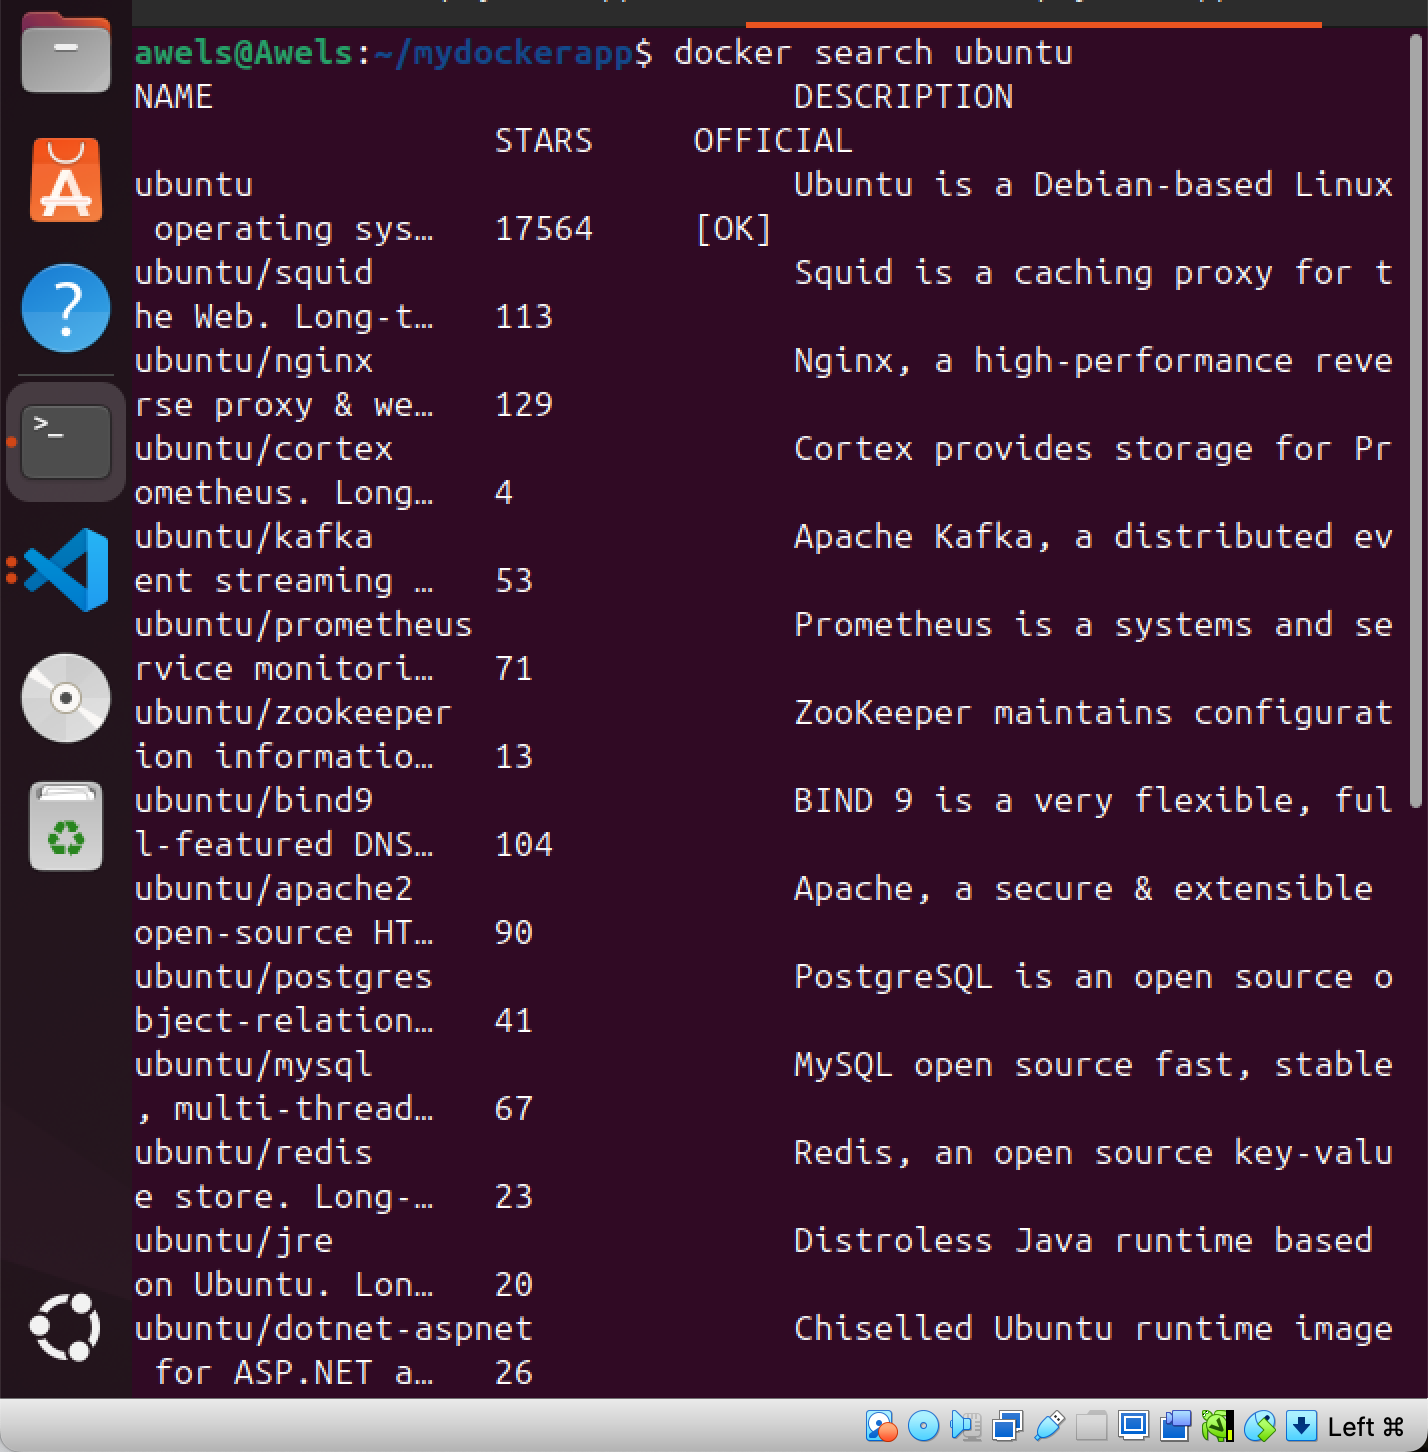 awels@Awels:~/mydockerapp$ docker search ubuntu
NAME                             DESCRIPTION
                  STARS     OFFICIAL
ubuntu                           Ubuntu is a Debian-based Linux
 operating sys…   17564     [OK]
ubuntu/squid                     Squid is a caching proxy for t
he Web. Long-t…   113
ubuntu/nginx                     Nginx, a high-performance reve
rse proxy & we…   129
ubuntu/cortex                    Cortex provides storage for Pr
ometheus. Long…   4
ubuntu/kafka                     Apache Kafka, a distributed ev
ent streaming …   53
ubuntu/prometheus                Prometheus is a systems and se
rvice monitori…   71
ubuntu/zookeeper                 ZooKeeper maintains configurat
ion informatio…   13
ubuntu/bind9                     BIND 9 is a very flexible, ful
l-featured DNS…   104
ubuntu/apache2                   Apache, a secure & extensible
open-source HT…   90
ubuntu/postgres                  PostgreSQL is an open source o
bject-relation…   41
ubuntu/mysql                     MySQL open source fast, stable
, multi-thread…   67
ubuntu/redis                     Redis, an open source key-valu
e store. Long-…   23
ubuntu/jre                       Distroless Java runtime based
on Ubuntu. Lon…   20
ubuntu/dotnet-aspnet             Chiselled Ubuntu runtime image
 for ASP.NET a…   26
Left ⌘